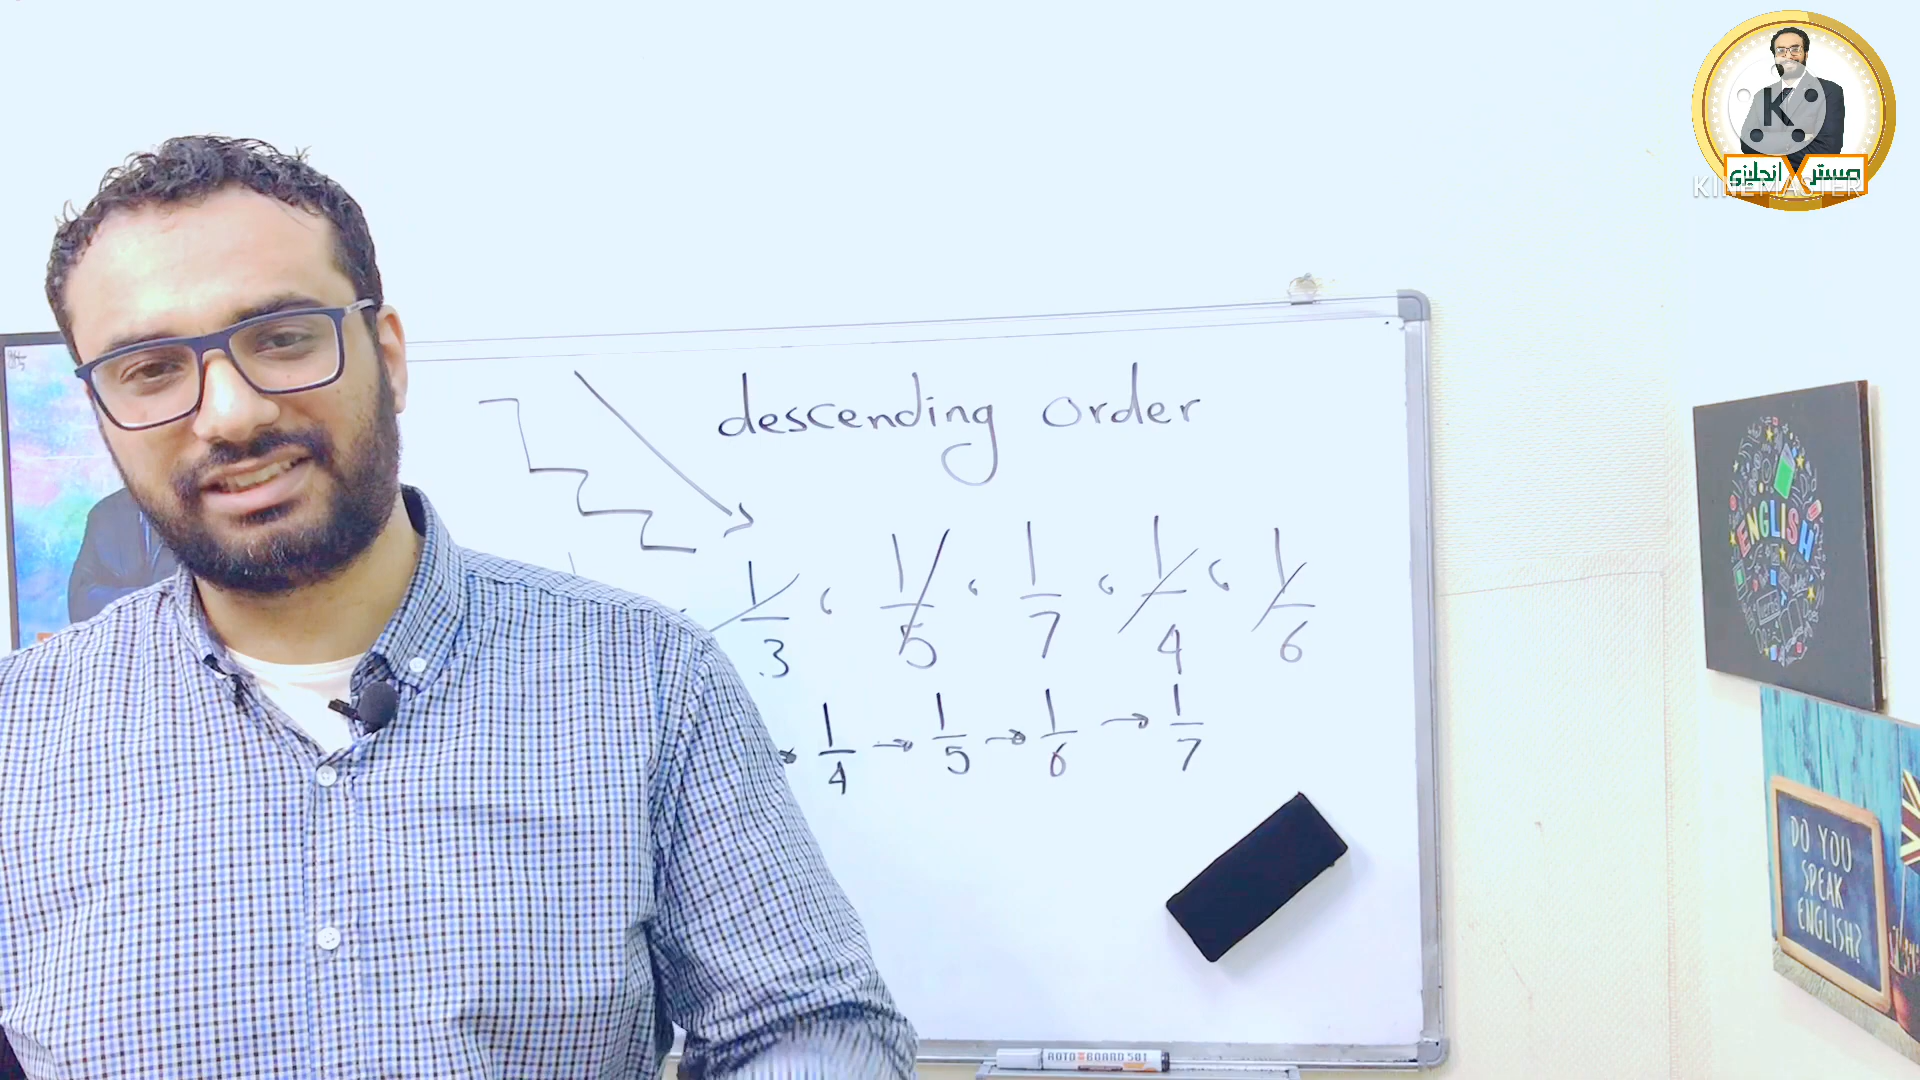 مستر X انجليزي
KINEMASTER
descending order
1/3 ، 1/5 ، 1/7 ، 1/4 ، 1/6
→ 1/4 → 1/5 → 1/6 → 1/7
ENGLISH
DO YOU
SPEAK
ENGLISH?